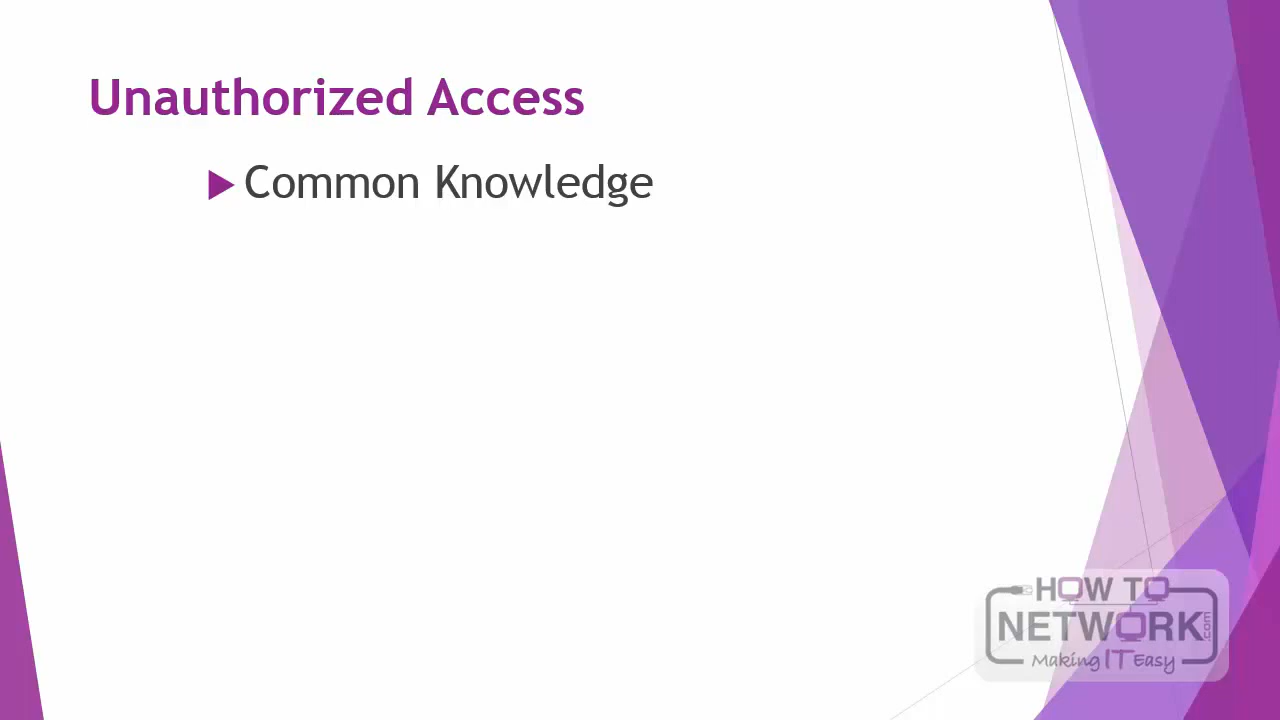 Unauthorized Access
Common Knowledge
HOW TO
NETWORK.com
Making IT Easy